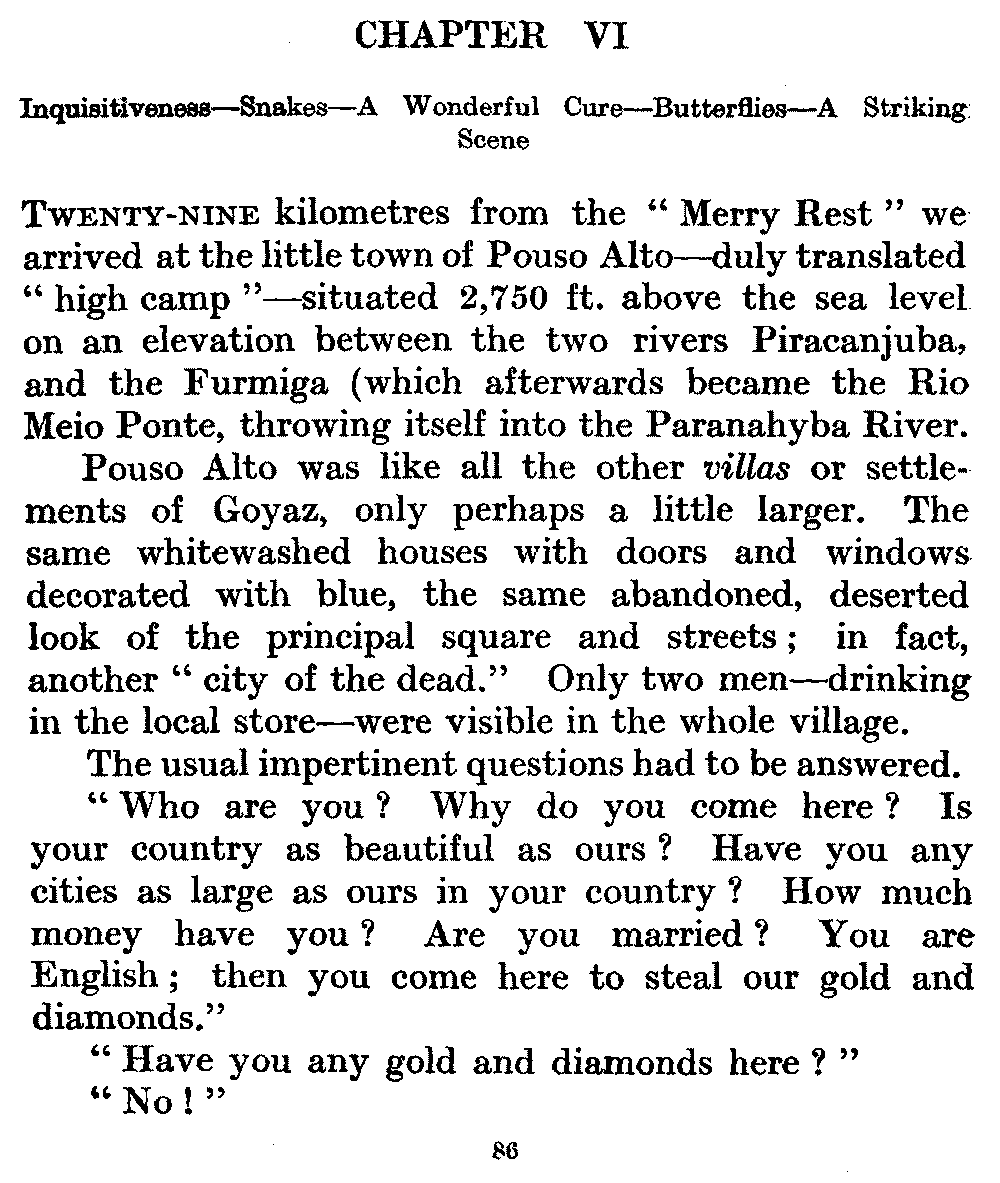 CHAPTER VI
Inquisitiveness—Snakes—A Wonderful Cure—Butterflies—A Striking
Scene
TWENTY-NINE kilometres from the “ Merry Rest ” we
arrived at the little town of Pouso Alto—duly translated
“ high camp ”—situated 2,750 ft. above the sea level
on an elevation between the two rivers Piracanjuba,
and the Furmiga (which afterwards became the Rio
Meio Ponte, throwing itself into the Paranahyba River.
Pouso Alto was like all the other villas or settle-
ments of Goyaz, only perhaps a little larger. The
same whitewashed houses with doors and windows
decorated with blue, the same abandoned, deserted
look of the principal square and streets ; in fact,
another “ city of the dead.” Only two men—drinking
in the local store—were visible in the whole village.
The usual impertinent questions had to be answered.
“ Who are you ? Why do you come here ? Is
your country as beautiful as ours ? Have you any
cities as large as ours in your country ? How much
money have you ? Are you married ? You are
English ; then you come here to steal our gold and
diamonds.”
“ Have you any gold and diamonds here ? ”
“ No ! ”
86